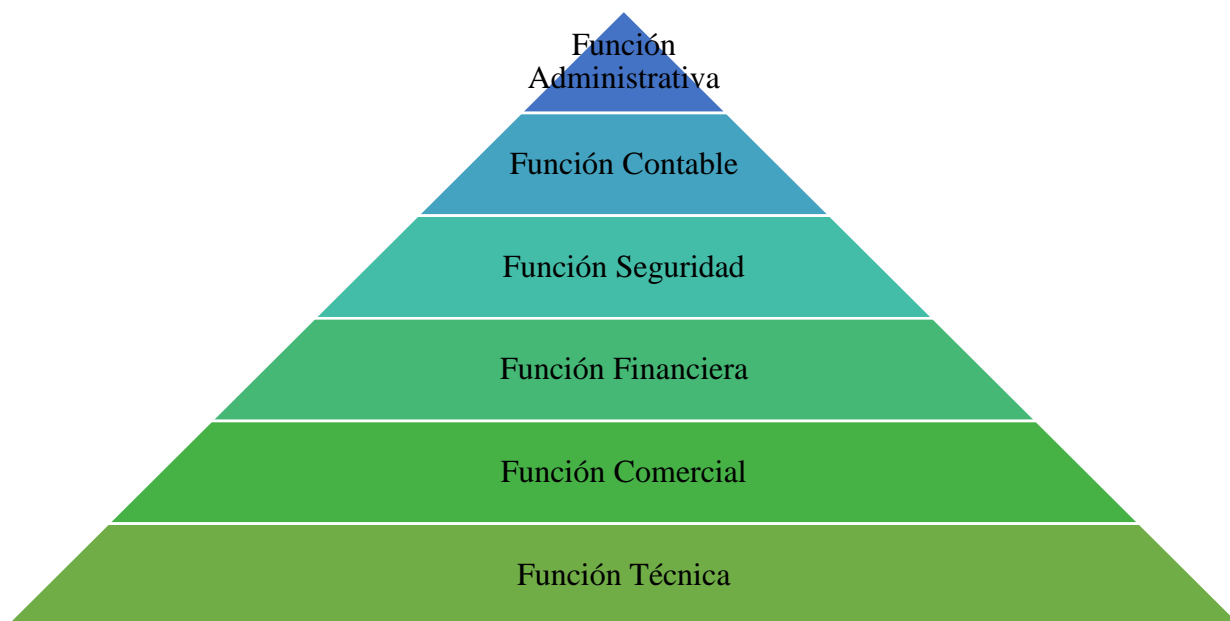 Función
Administrativa
Función Contable
Función Seguridad
Función Financiera
Función Comercial
Función Técnica